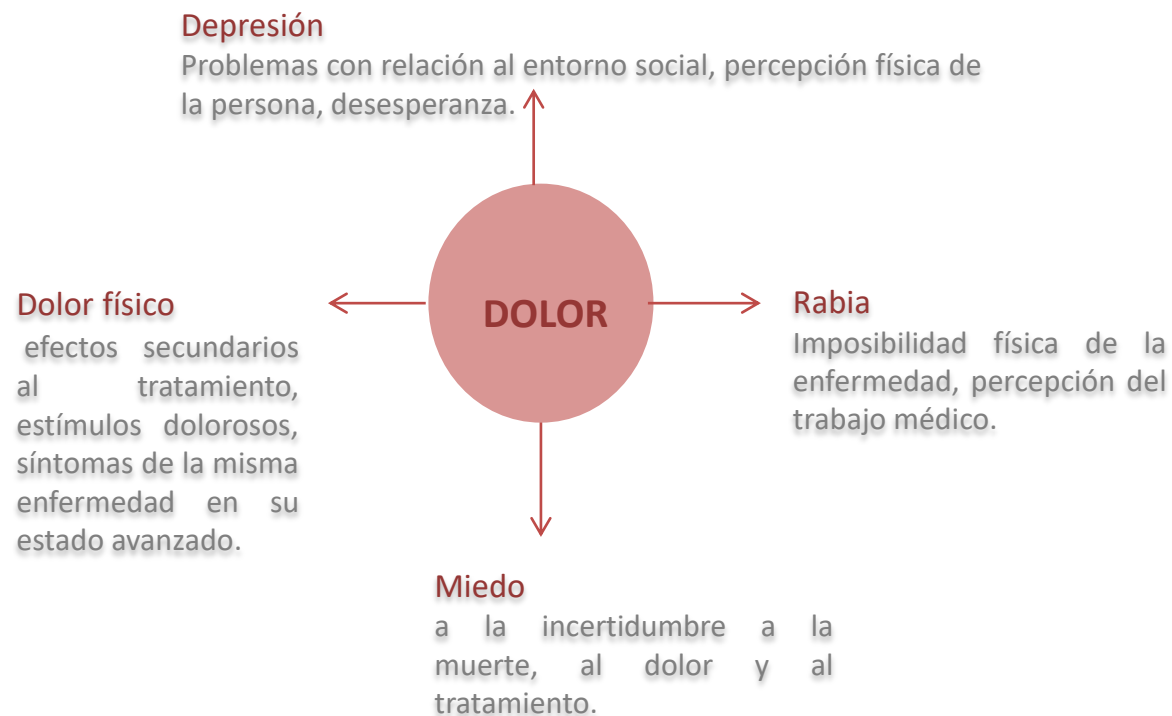 Depresión
Problemas con relación al entorno social, percepción física de
la persona, desesperanza.
Dolor físico
efectos secundarios
al tratamiento,
estímulos dolorosos,
síntomas de la misma
enfermedad en su
estado avanzado.
DOLOR
Rabia
Imposibilidad física de la
enfermedad, percepción del
trabajo médico.
Miedo
a la incertidumbre a la
muerte, al dolor y al
tratamiento.